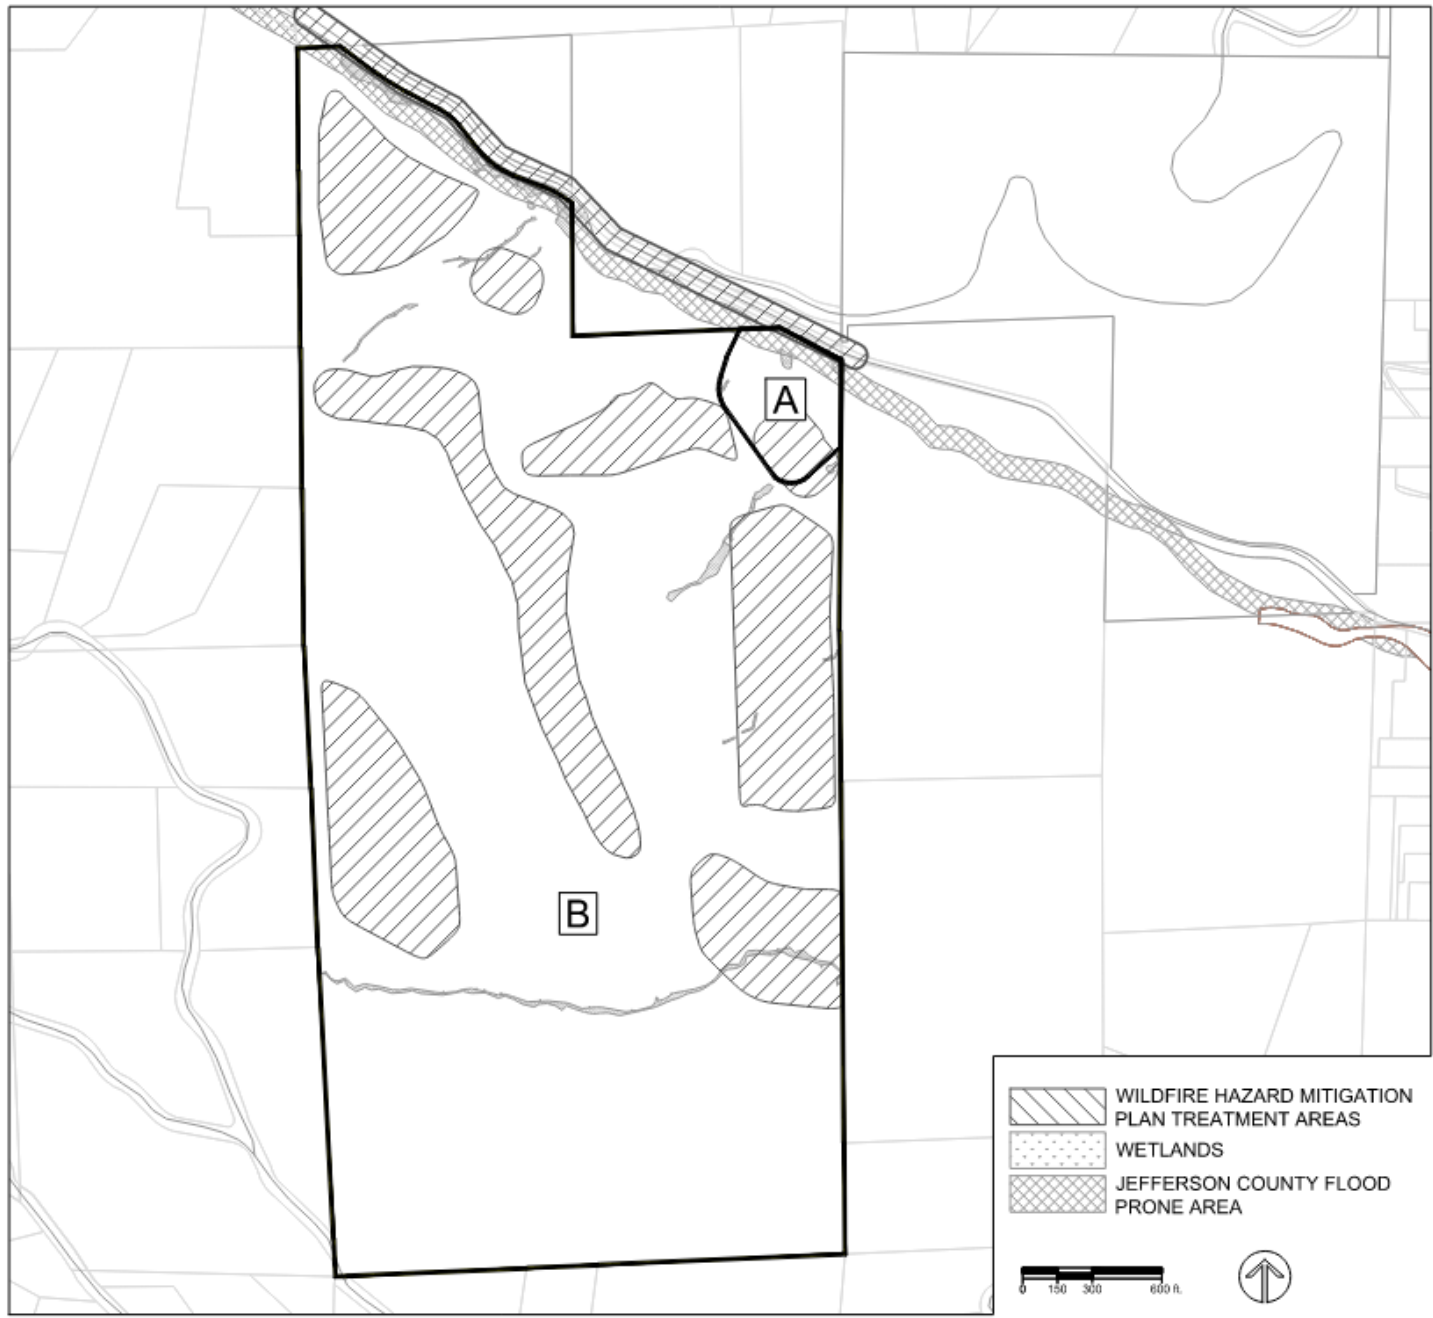 A
B
WILDFIRE HAZARD MITIGATION
PLAN TREATMENT AREAS
WETLANDS
JEFFERSON COUNTY FLOOD
PRONE AREA
0 150 300 600 ft.